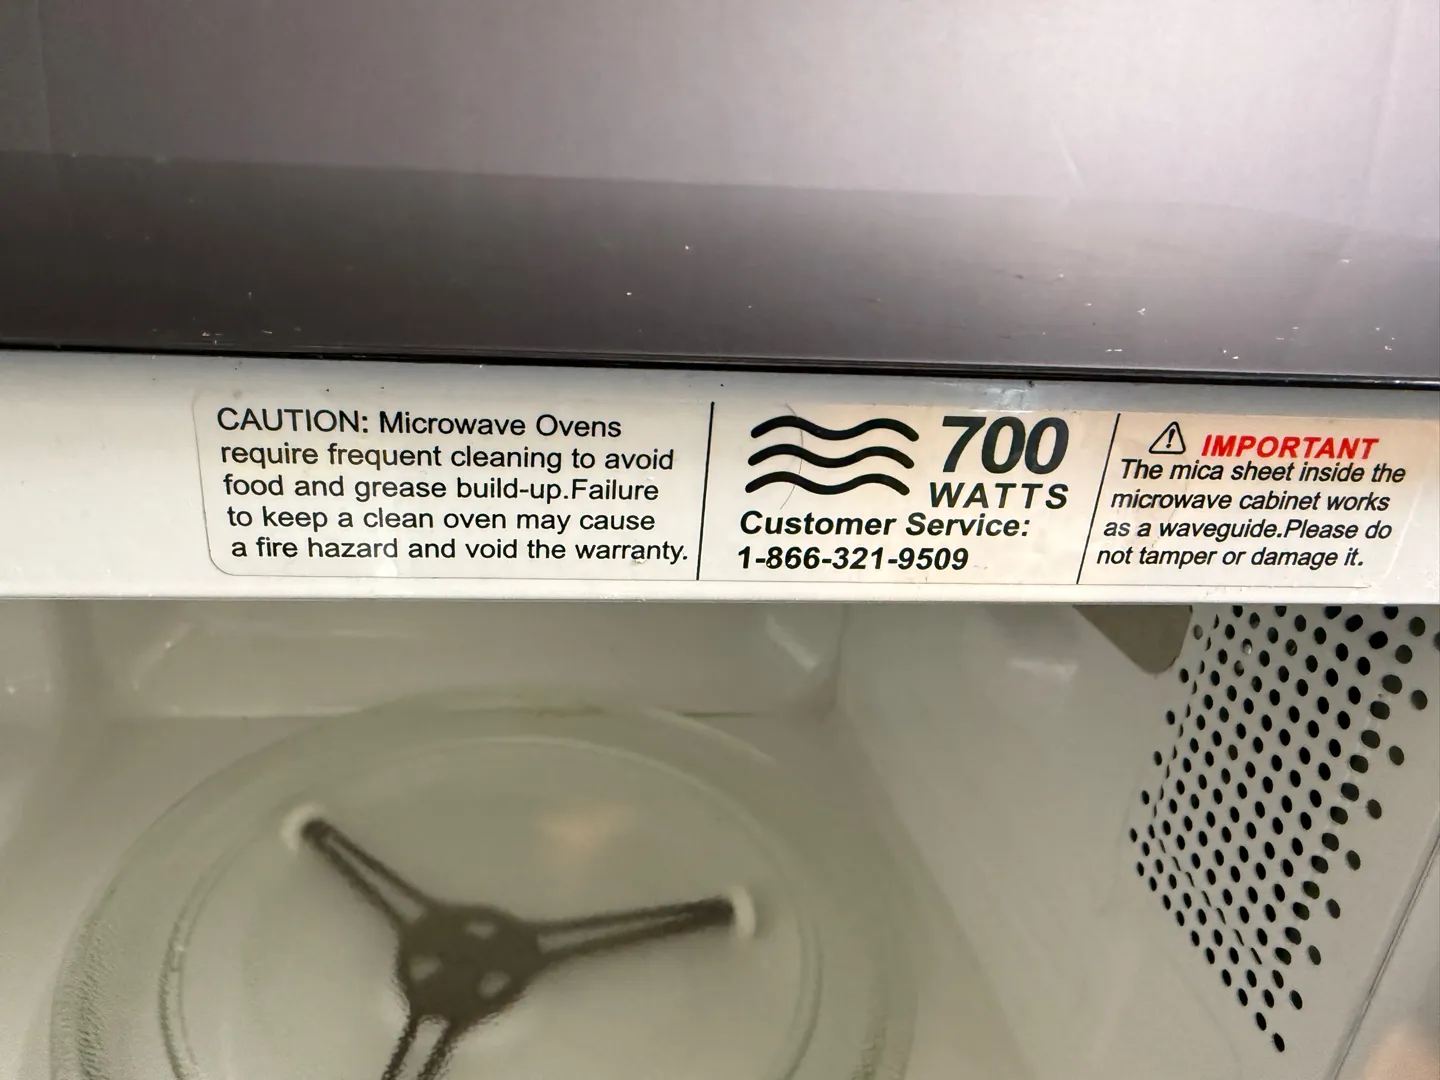 CAUTION: Microwave Ovens
require frequent cleaning to avoid
food and grease build-up.Failure
to keep a clean oven may cause
a fire hazard and void the warranty.
700
WATTS
Customer Service:
1-866-321-9509
IMPORTANT
The mica sheet inside the
microwave cabinet works
as a waveguide.Please do
not tamper or damage it.